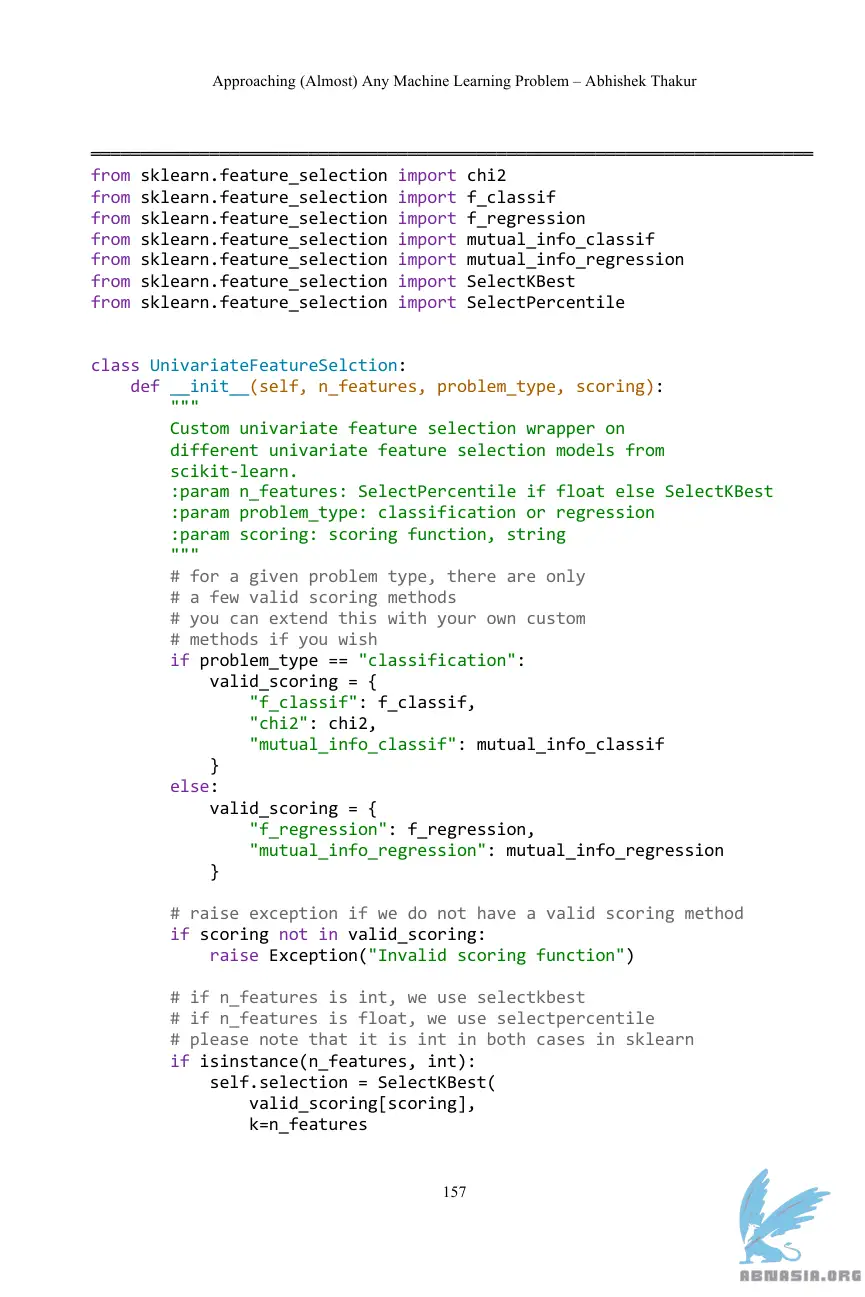 Approaching (Almost) Any Machine Learning Problem – Abhishek Thakur
from sklearn.feature_selection import chi2
from sklearn.feature_selection import f_classif
from sklearn.feature_selection import f_regression
from sklearn.feature_selection import mutual_info_classif
from sklearn.feature_selection import mutual_info_regression
from sklearn.feature_selection import SelectKBest
from sklearn.feature_selection import SelectPercentile
class UnivariateFeatureSelction:
    def __init__(self, n_features, problem_type, scoring):
        """
        Custom univariate feature selection wrapper on
        different univariate feature selection models from
        scikit-learn.
        :param n_features: SelectPercentile if float else SelectKBest
        :param problem_type: classification or regression
        :param scoring: scoring function, string
        """
        # for a given problem type, there are only
        # a few valid scoring methods
        # you can extend this with your own custom
        # methods if you wish
        if problem_type == "classification":
            valid_scoring = {
                "f_classif": f_classif,
                "chi2": chi2,
                "mutual_info_classif": mutual_info_classif
            }
        else:
            valid_scoring = {
                "f_regression": f_regression,
                "mutual_info_regression": mutual_info_regression
            }
        # raise exception if we do not have a valid scoring method
        if scoring not in valid_scoring:
            raise Exception("Invalid scoring function")
        # if n_features is int, we use selectkbest
        # if n_features is float, we use selectpercentile
        # please note that it is int in both cases in sklearn
        if isinstance(n_features, int):
            self.selection = SelectKBest(
                valid_scoring[scoring],
                k=n_features
157
ABNASIA.ORG